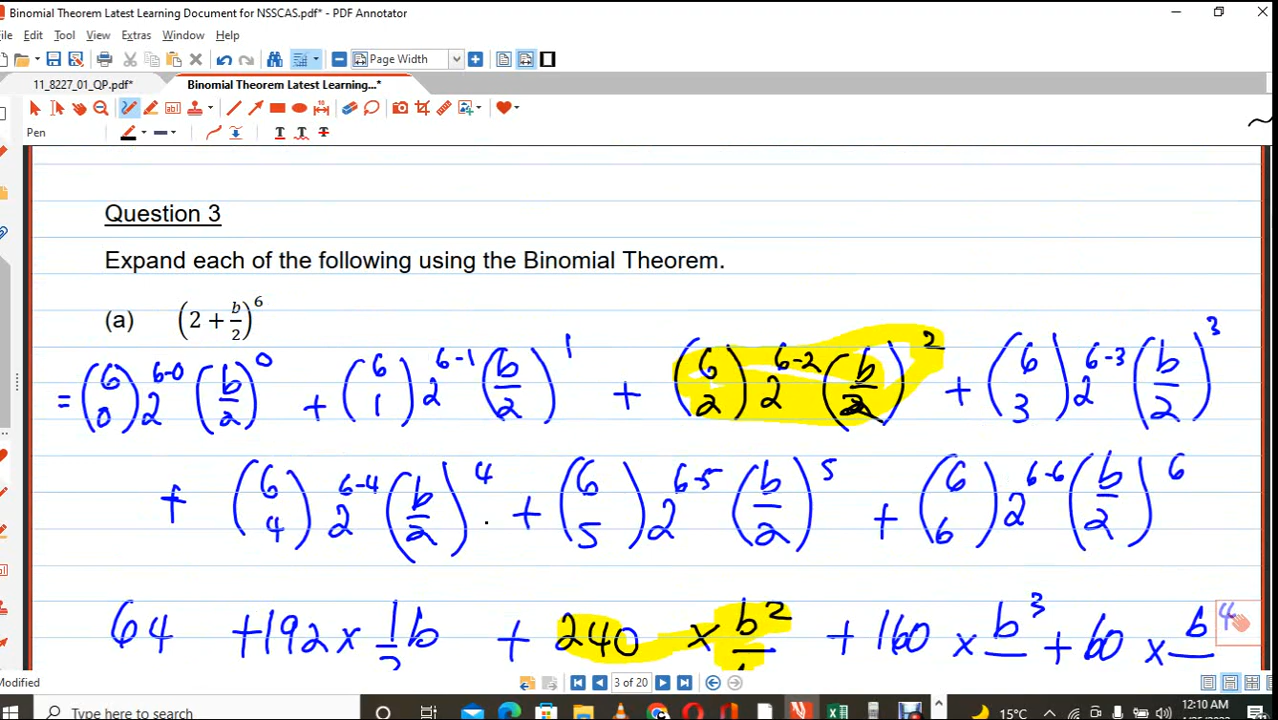 Binomial Theorem Latest Learning Document for NSSCAS.pdf* - PDF Annotator
ile Edit Tool View Extras Window Help
Page Width
11_8227_01_QP.pdf* Binomial Theorem Latest Learning...*
Pen
Question 3
Expand each of the following using the Binomial Theorem.
(a) (2 + b/2)^6
= (6 0) 2^6-0 (b/2)^0 + (6 1) 2^6-1 (b/2)^1 + (6 2) 2^6-2 (b/2)^2 + (6 3) 2^6-3 (b/2)^3
+ (6 4) 2^6-4 (b/2)^4 + (6 5) 2^6-5 (b/2)^5 + (6 6) 2^6-6 (b/2)^6
64 + 192 × 1/2 b + 240 × b^2/4 + 160 × b^3 + 60 × b^4
Modified 3 of 20
Type here to search 15°C 12:10 AM